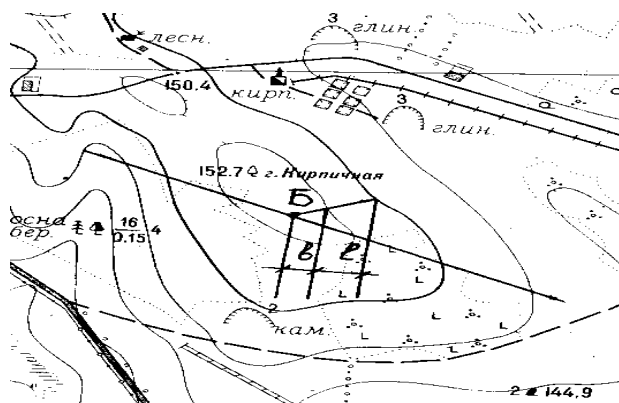 3
глин.
лесн.
150.4
кирп.
3
глин.
152.7 г. Кирпичная
Б
осна
бер.
16
0.15
4
в
е
2
кам.
2
144,9